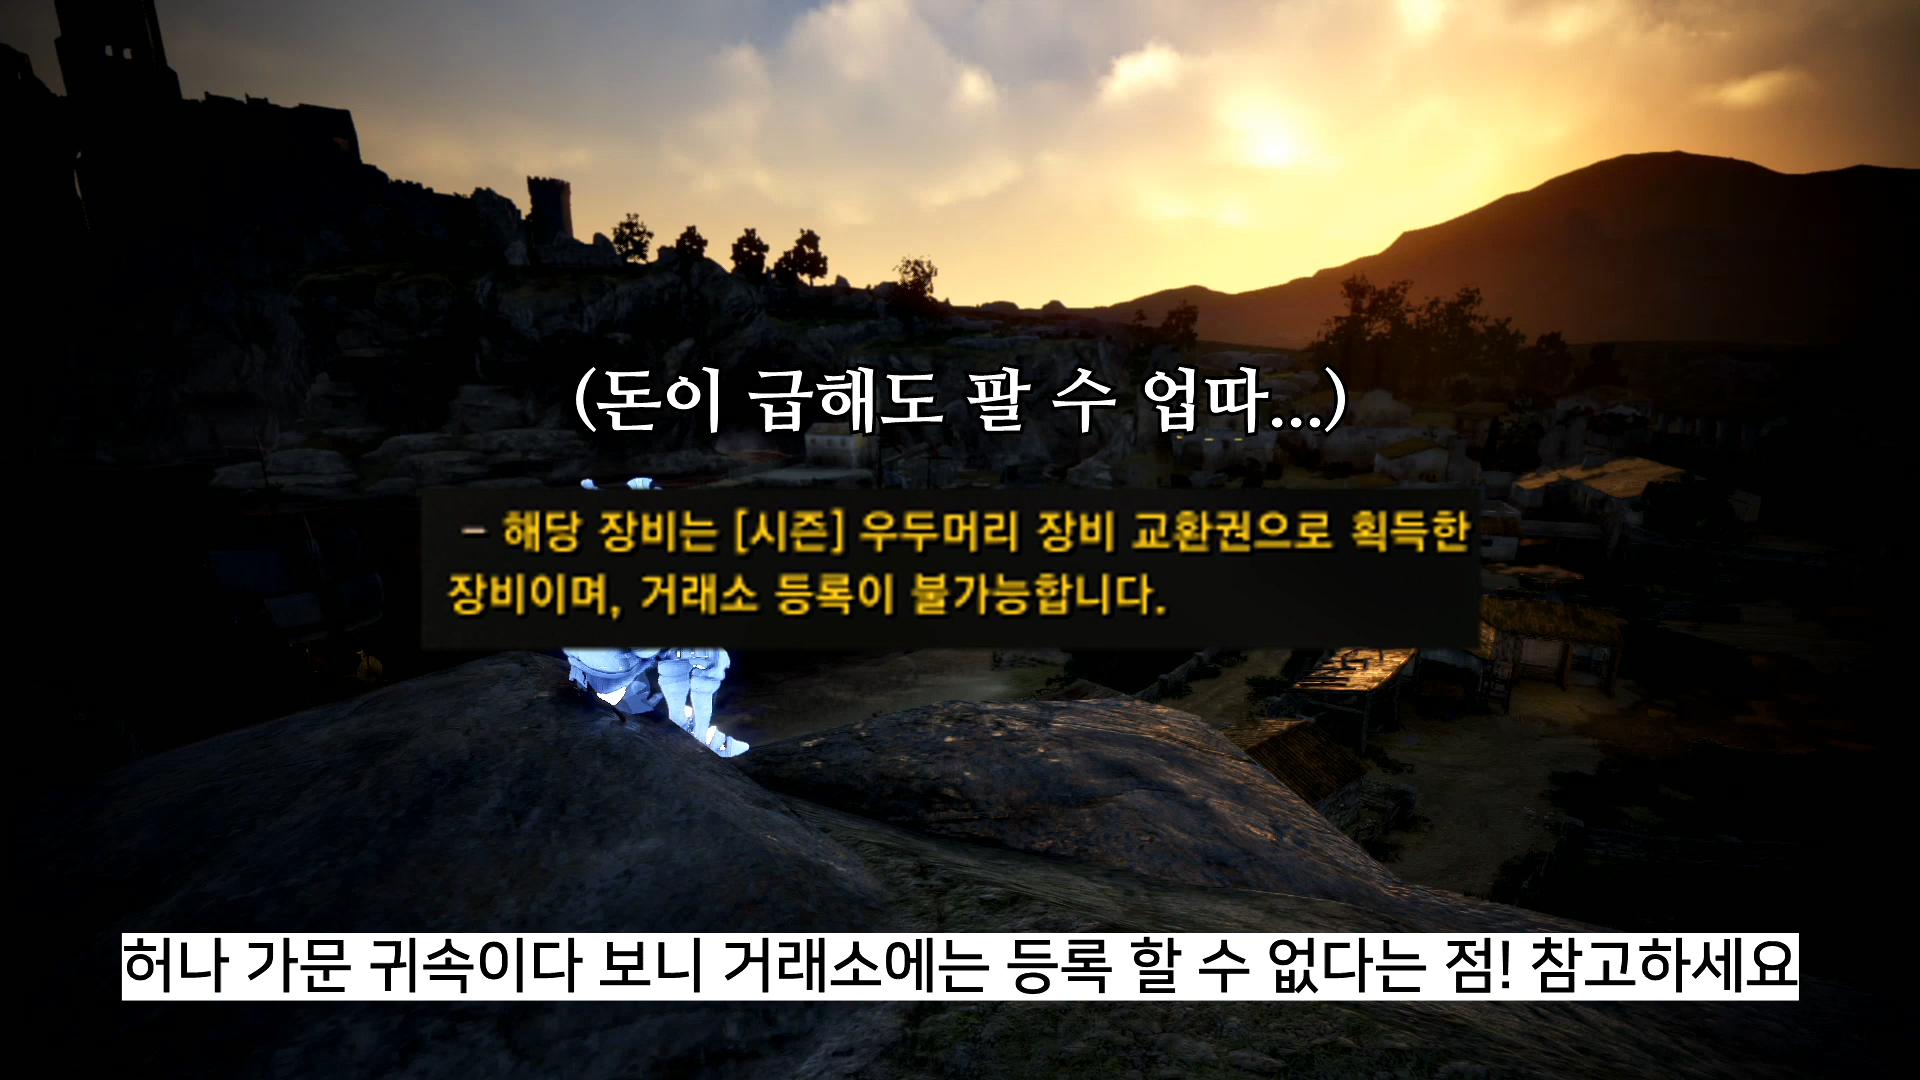 (돈이 급해도 팔 수 업따...)
- 해당 장비는 [시즌] 우두머리 장비 교환권으로 획득한
장비이며, 거래소 등록이 불가능합니다.
허나 가문 귀속이다 보니 거래소에는 등록 할 수 없다는 점! 참고하세요